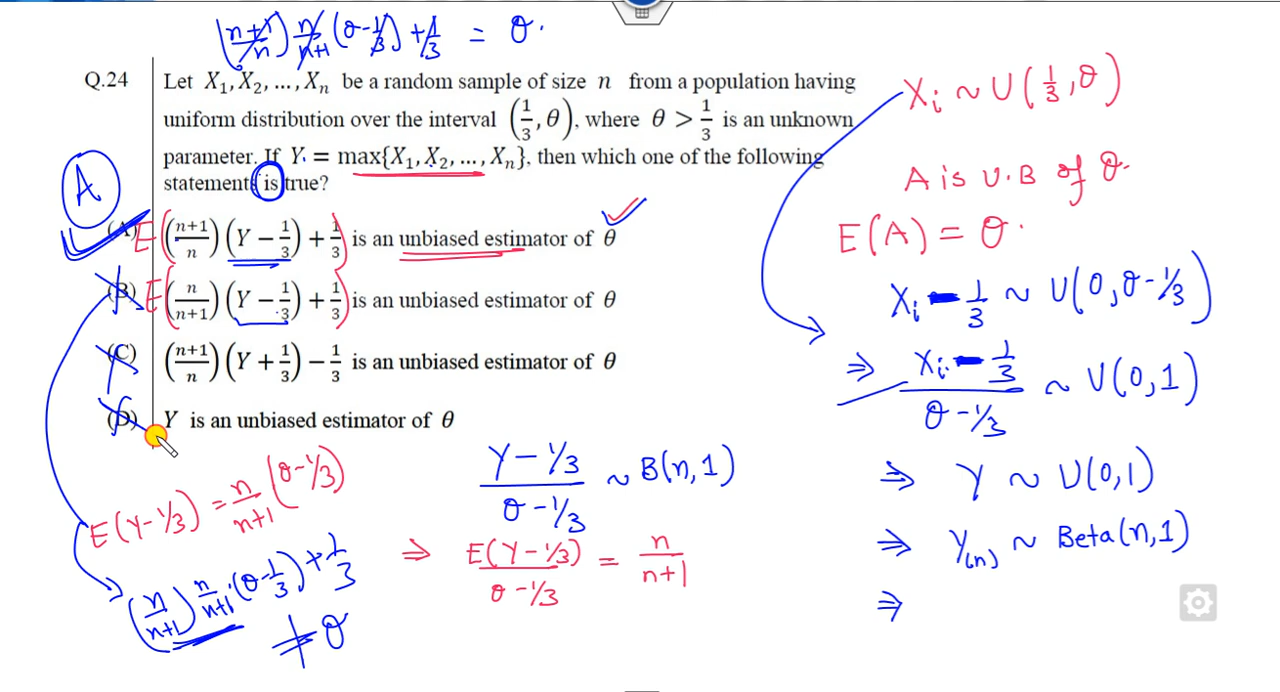 (n+1/n) n/n+1 (θ-1/3) + 1/3 = θ.
Q.24 Let X₁, X₂, ..., Xₙ be a random sample of size n from a population having
uniform distribution over the interval (1/3, θ), where θ > 1/3 is an unknown
parameter. If Y = max{X₁, X₂, ..., Xₙ}, then which one of the following
statements is true?
A
(A) E((n+1/n)(Y − 1/3) + 1/3) is an unbiased estimator of θ
(B) E((n/n+1)(Y − 1/3) + 1/3) is an unbiased estimator of θ
(C) (n+1/n)(Y + 1/3) − 1/3 is an unbiased estimator of θ
(D) Y is an unbiased estimator of θ
Xᵢ ~ U(1/3, θ)
A is U.B of θ.
E(A) = θ.
Xᵢ - 1/3 ~ U(0, θ-1/3)
⇒ Xᵢ - 1/3 / θ-1/3 ~ U(0,1)
⇒ Y ~ U(0,1)
⇒ Y(n) ~ Beta(n,1)
⇒
Y-1/3 / θ-1/3 ~ B(n,1)
⇒ E(Y-1/3) / θ-1/3 = n/n+1
E(Y-1/3) = n/n+1 (θ-1/3)
(n/n+1) n/n+1 . (θ-1/3) + 1/3
≠ θ